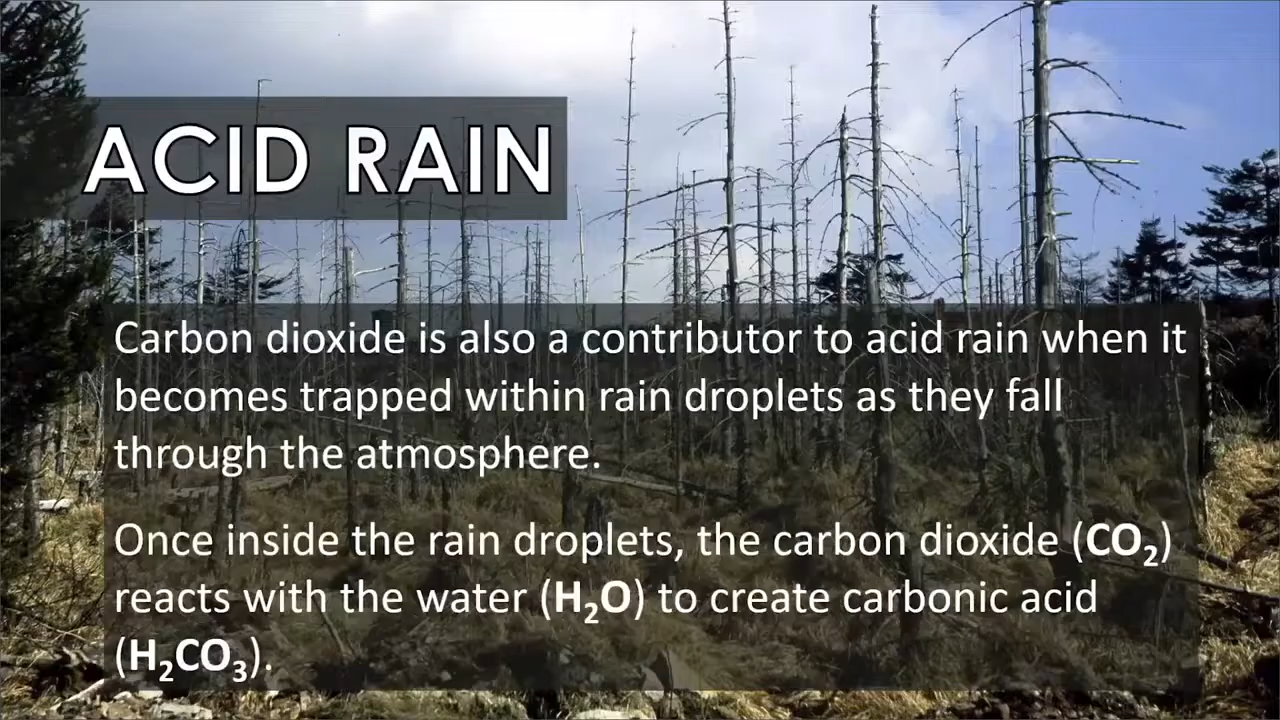 ACID RAIN
Carbon dioxide is also a contributor to acid rain when it
becomes trapped within rain droplets as they fall
through the atmosphere.
Once inside the rain droplets, the carbon dioxide (CO₂)
reacts with the water (H₂O) to create carbonic acid
(H₂CO₃).